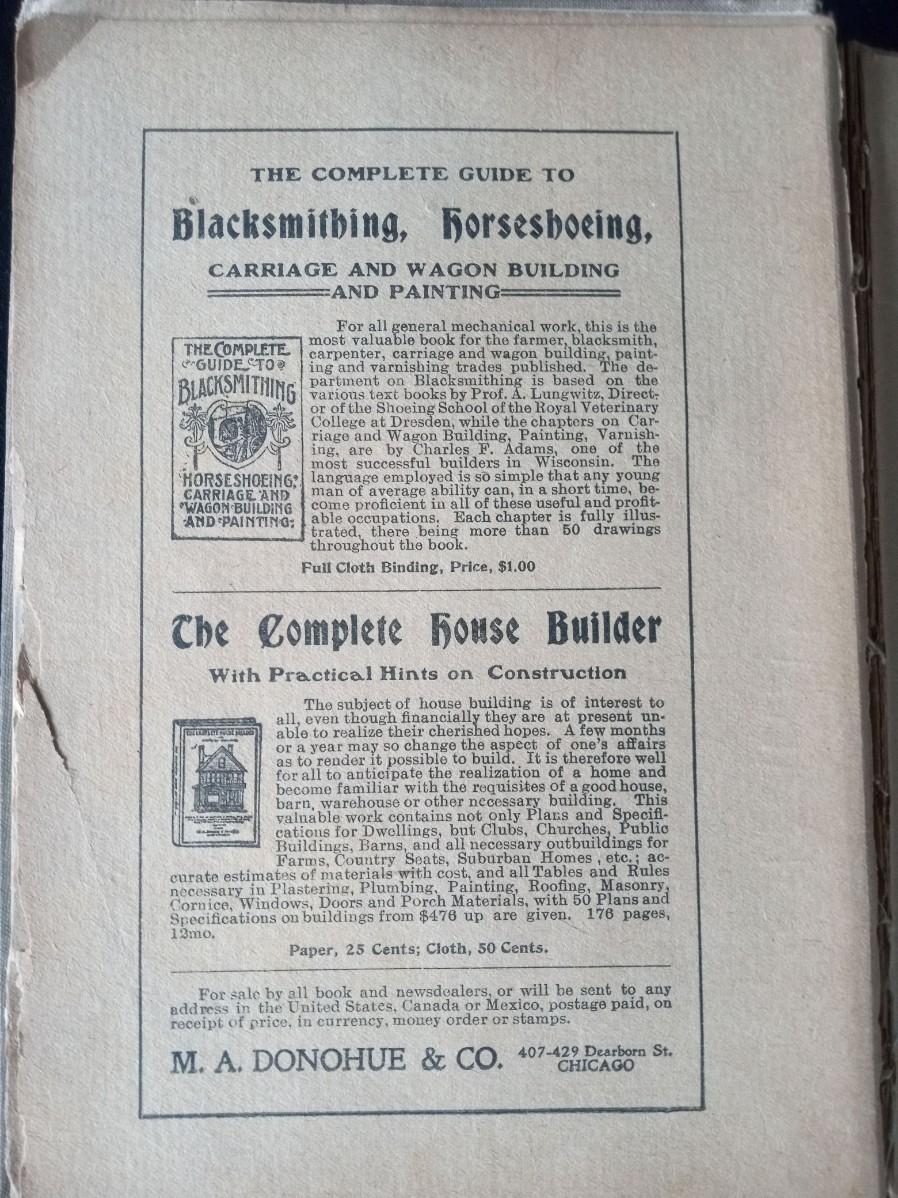 THE COMPLETE GUIDE TO
Blacksmithing, Horseshoeing,
CARRIAGE AND WAGON BUILDING
AND PAINTING
THE COMPLETE
GUIDE TO
BLACKSMITHING
HORSESHOEING,
CARRIAGE AND
WAGON BUILDING
AND PAINTING
For all general mechanical work, this is the
most valuable book for the farmer, blacksmith,
carpenter, carriage and wagon building, paint-
ing and varnishing trades published. The de-
partment on Blacksmithing is based on the
various text books by Prof. A. Lungwitz, Direct-
or of the Shoeing School of the Royal Veterinary
College at Dresden, while the chapters on Car-
riage and Wagon Building, Painting, Varnish-
ing, are by Charles F. Adams, one of the
most successful builders in Wisconsin. The
language employed is so simple that any young
man of average ability can, in a short time, be-
come proficient in all of these useful and profit-
able occupations. Each chapter is fully illus-
trated, there being more than 50 drawings
throughout the book.
Full Cloth Binding, Price, $1.00
The Complete House Builder
With Practical Hints on Construction
THE COMPLETE HOUSE BUILDER
The subject of house building is of interest to
all, even though financially they are at present un-
able to realize their cherished hopes. A few months
or a year may so change the aspect of one's affairs
as to render it possible to build. It is therefore well
for all to anticipate the realization of a home and
become familiar with the requisites of a good house,
barn, warehouse or other necessary building. This
valuable work contains not only Plans and Specifi-
cations for Dwellings, but Clubs, Churches, Public
Buildings, Barns, and all necessary outbuildings for
Farms, Country Seats, Suburban Homes , etc.; ac-
curate estimates of materials with cost, and all Tables and Rules
necessary in Plastering, Plumbing, Painting, Roofing, Masonry,
Cornice, Windows, Doors and Porch Materials, with 50 Plans and
Specifications on buildings from $476 up are given. 176 pages,
12mo.
Paper, 25 Cents; Cloth, 50 Cents.
For sale by all book and newsdealers, or will be sent to any
address in the United States, Canada or Mexico, postage paid, on
receipt of price, in currency, money order or stamps.
M. A. DONOHUE & CO. 407-429 Dearborn St.
CHICAGO